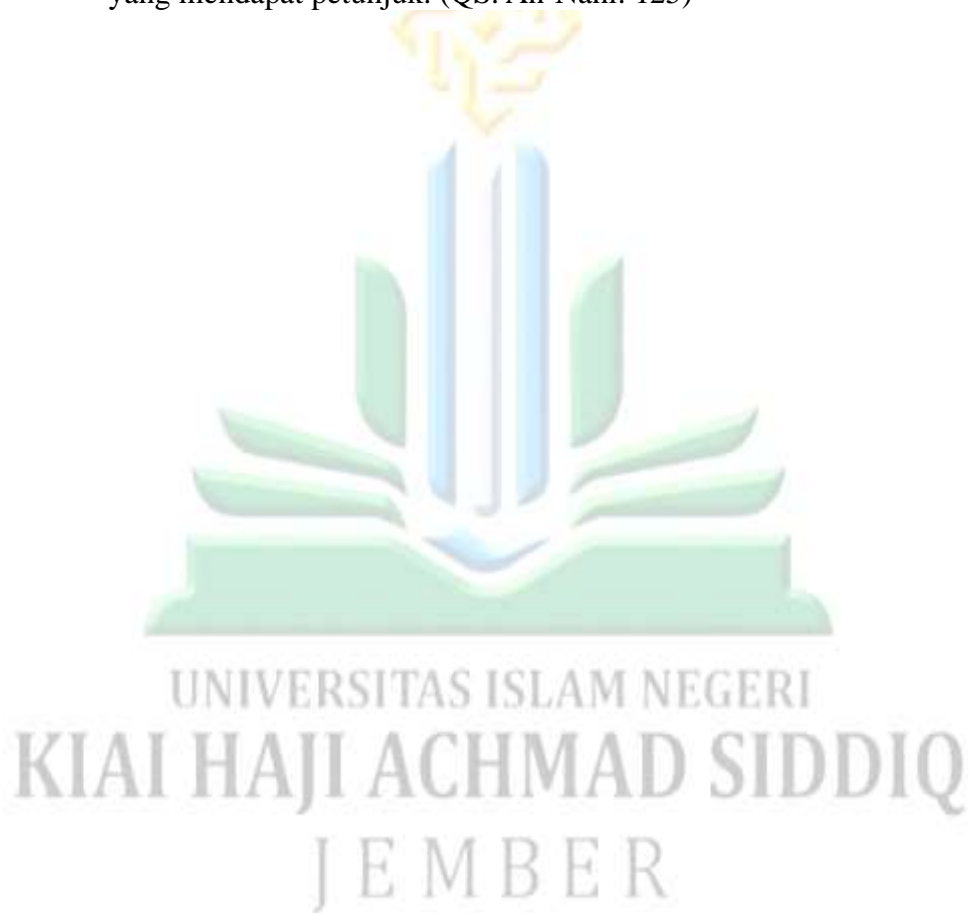 yang mendapat petunjuk. (QS. An-Nahl: 125)
UNIVERSITAS ISLAM NEGERI
KIAI HAJI ACHMAD SIDDIQ
JEMBER